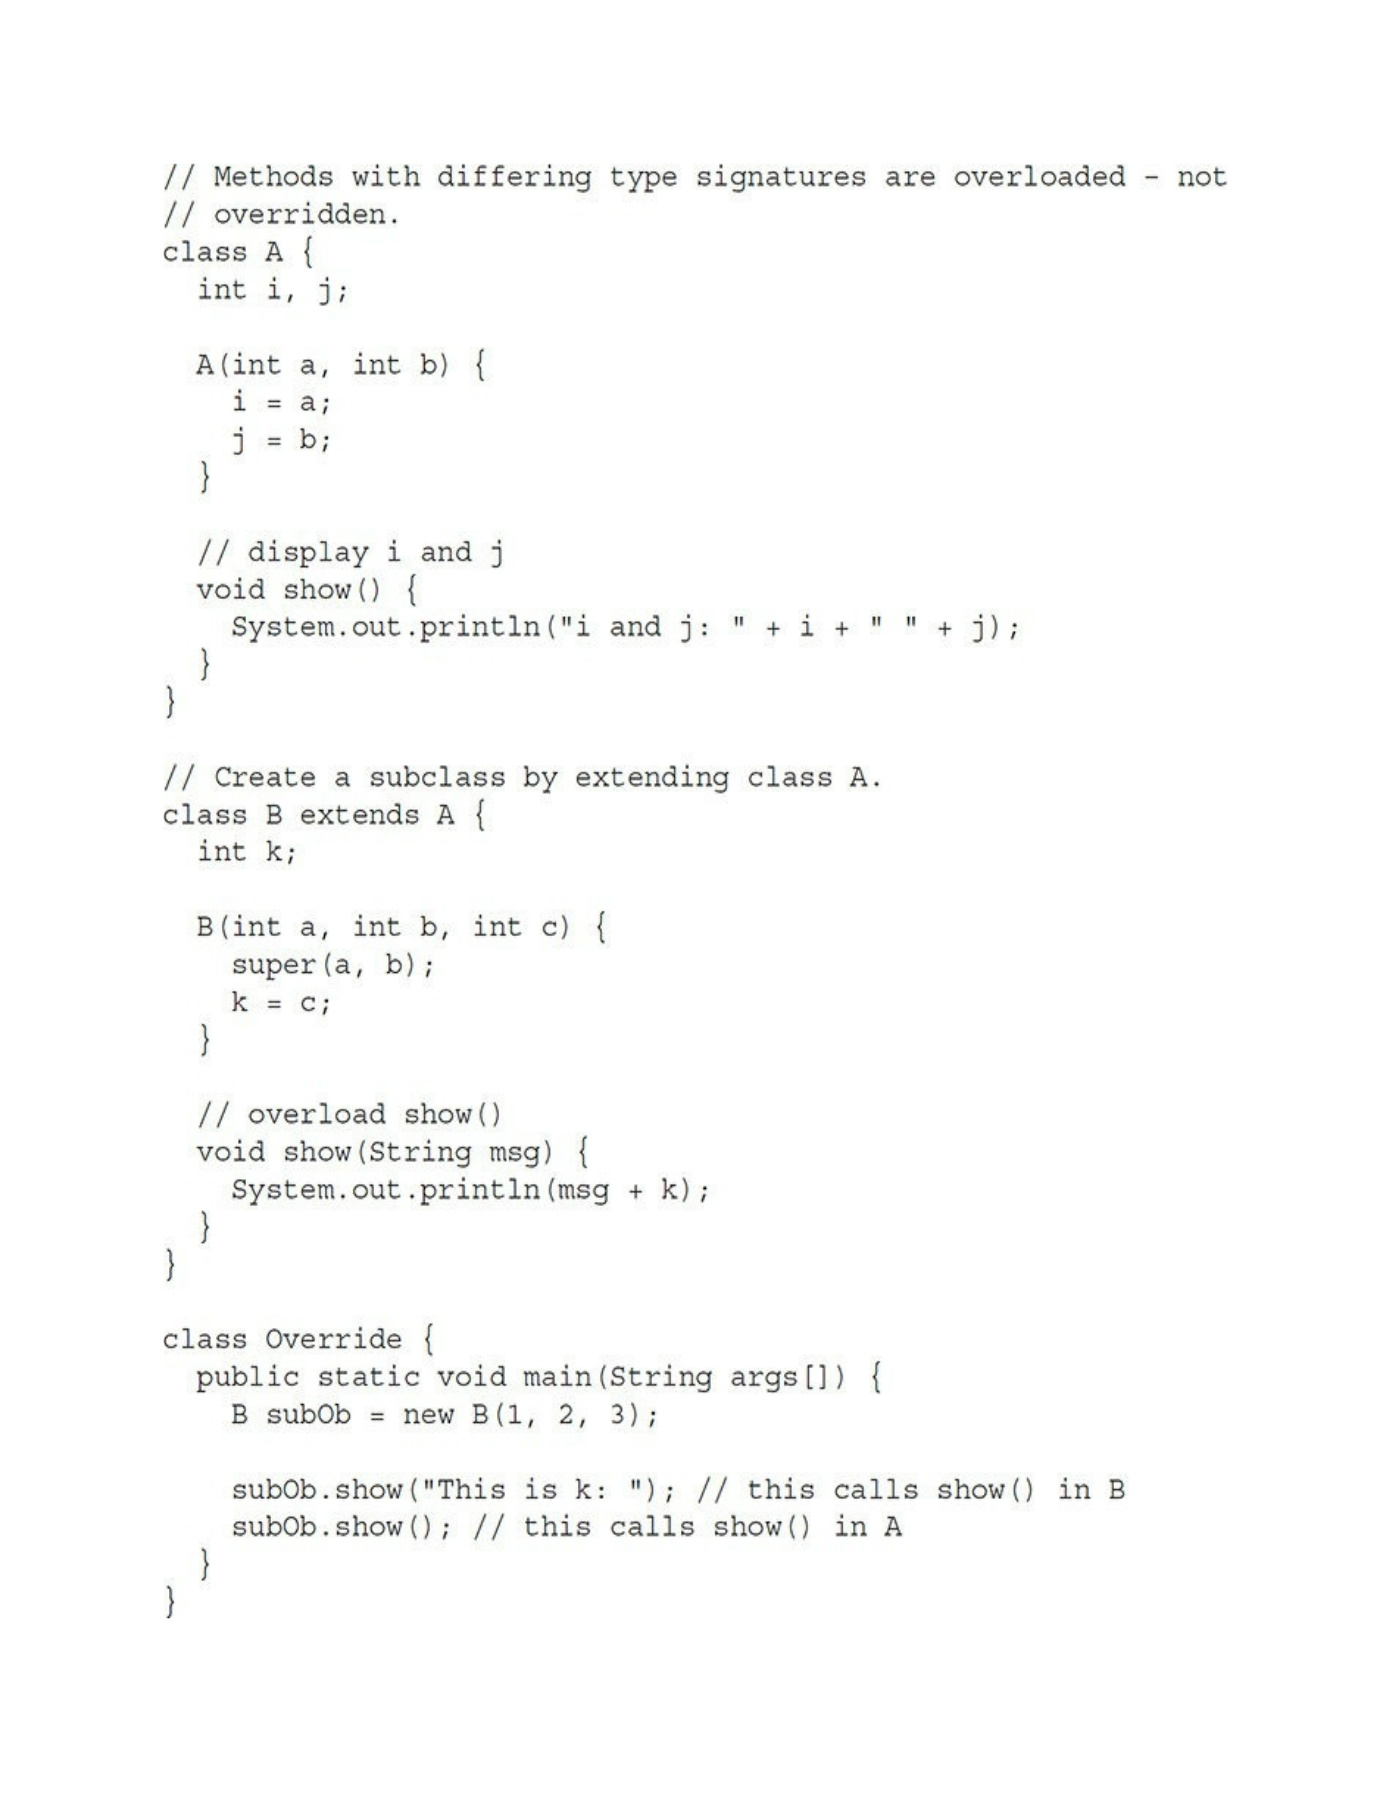 // Methods with differing type signatures are overloaded – not
// overridden.
class A {
  int i, j;

  A(int a, int b) {
    i = a;
    j = b;
  }

  // display i and j
  void show() {
    System.out.println("i and j: " + i + " " + j);
  }
}

// Create a subclass by extending class A.
class B extends A {
  int k;

  B(int a, int b, int c) {
    super(a, b);
    k = c;
  }

  // overload show()
  void show(String msg) {
    System.out.println(msg + k);
  }
}

class Override {
  public static void main(String args[]) {
    B subOb = new B(1, 2, 3);

    subOb.show("This is k: "); // this calls show() in B
    subOb.show(); // this calls show() in A
  }
}